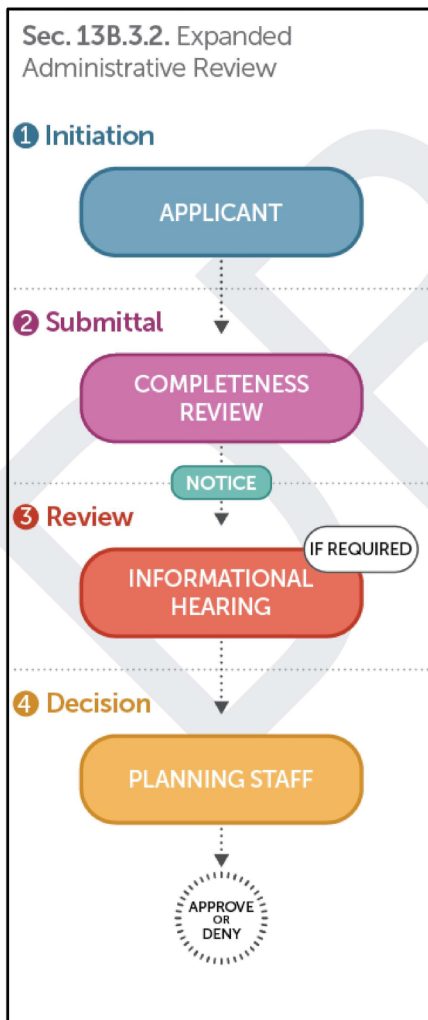 Sec. 13B.3.2. Expanded
Administrative Review
1 Initiation
APPLICANT
2 Submittal
COMPLETENESS
REVIEW
NOTICE
3 Review
IF REQUIRED
INFORMATIONAL
HEARING
4 Decision
PLANNING STAFF
APPROVE
OR
DENY